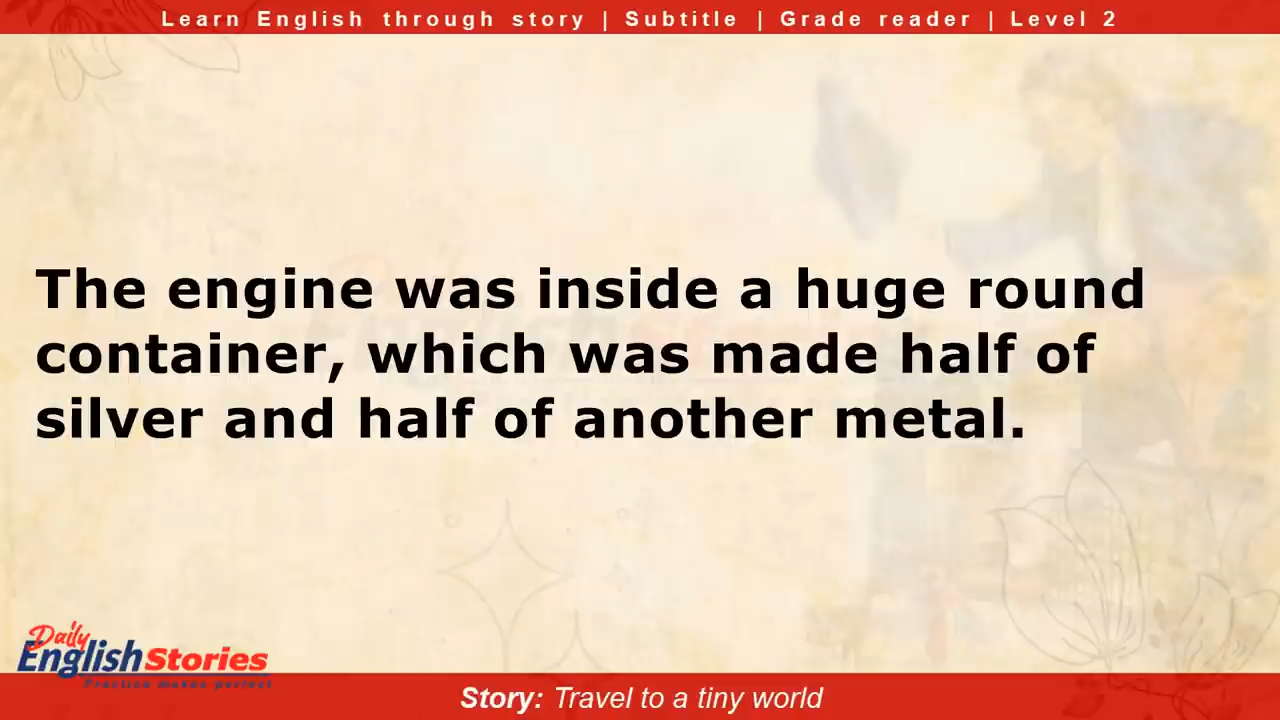 Learn English through story | Subtitle | Grade reader | Level 2
The engine was inside a huge round
container, which was made half of
silver and half of another metal.
Daily
English Stories
Practice makes perfect
Story: Travel to a tiny world